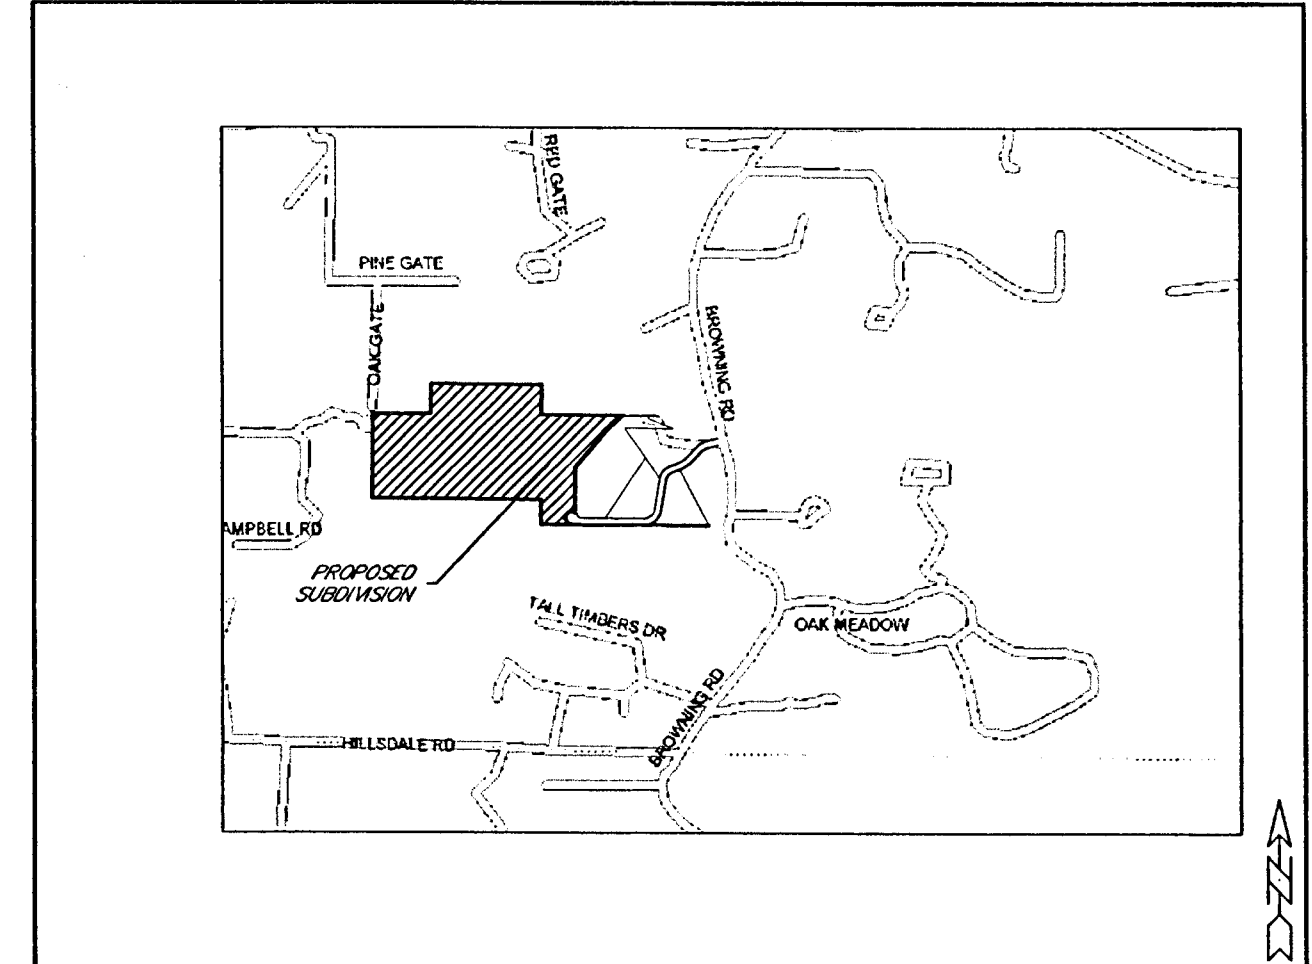 RED GATE
PINE GATE
OAKGATE
BROWNING RD
AMPBELL RD
PROPOSED
SUBDIVISION
TALL TIMBERS DR
OAK MEADOW
BROWNING RD
HILLSDALE RD
N